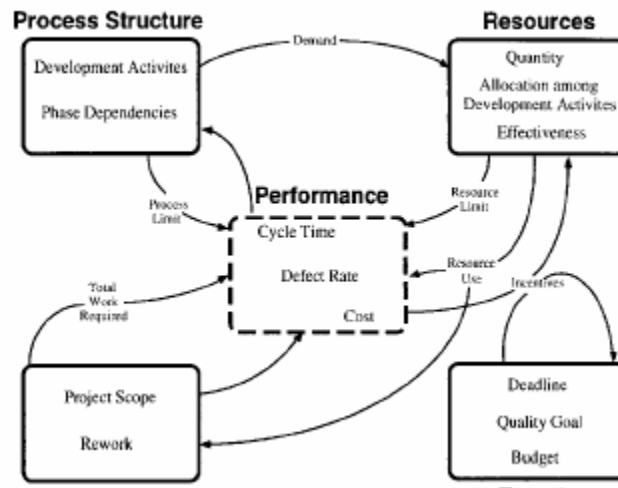 Process Structure
Resources
Development Activites
Phase Dependencies
Demand
Quantity
Allocation among
Development Activites
Effectiveness
Process
Limit
Performance
Resource
Limit
Cycle Time
Defect Rate
Cost
Resource
Use
Incentives
Total
Work
Required
Project Scope
Rework
Deadline
Quality Goal
Budget